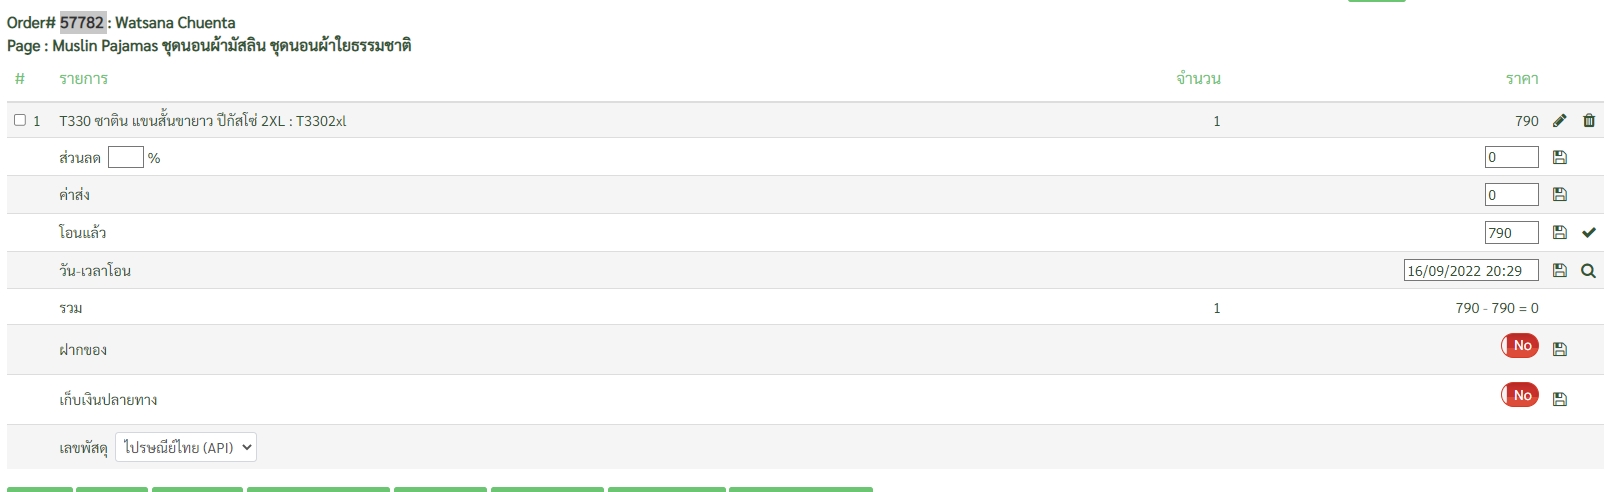 Order# 57782 : Watsana Chuenta
Page : Muslin Pajamas ชุดนอนผ้ามัสลิน ชุดนอนผ้าใยธรรมชาติ
# รายการ จำนวน ราคา
1 T330 ซาติน แขนสั้นขายาว ปีกัสโซ่ 2XL : T3302xl 1 790
ส่วนลด % 0
ค่าส่ง 0
โอนแล้ว 790
วัน-เวลาโอน 16/09/2022 20:29
รวม 1 790 - 790 = 0
ฝากของ No
เก็บเงินปลายทาง No
เลขพัสดุ ไปรษณีย์ไทย (API)